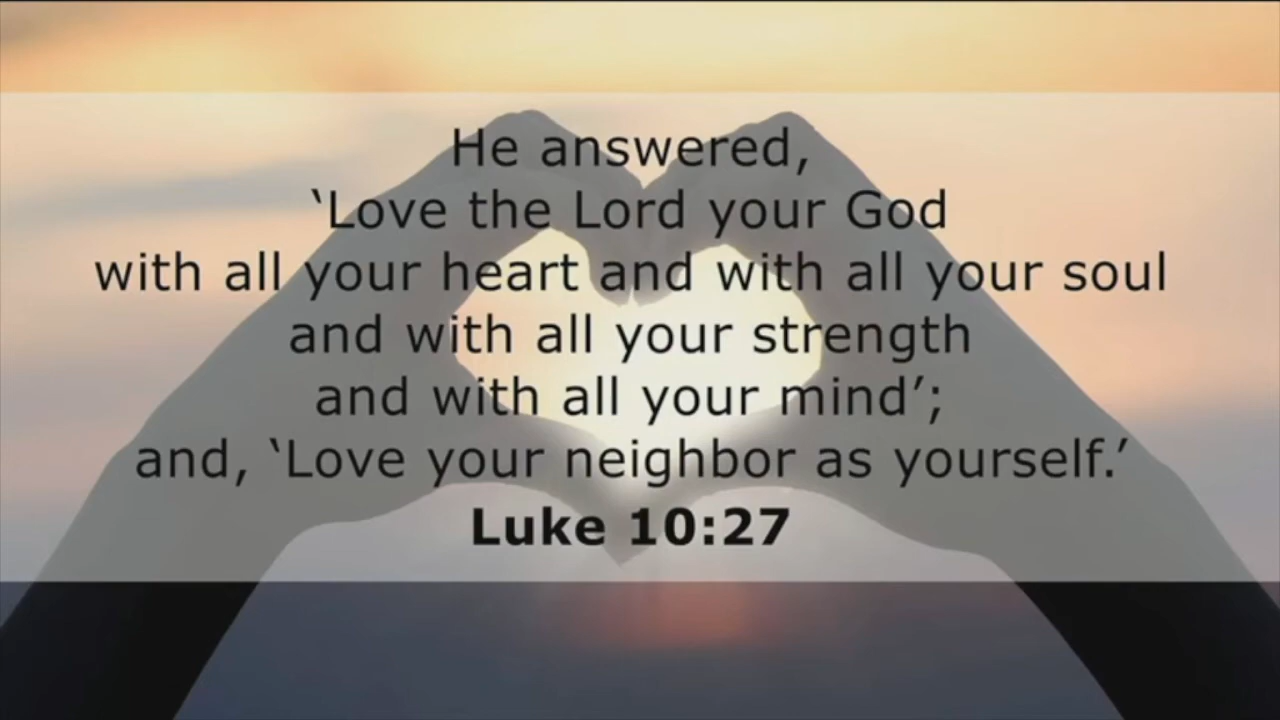 He answered,
‘Love the Lord your God
with all your heart and with all your soul
and with all your strength
and with all your mind’;
and, ‘Love your neighbor as yourself.’
Luke 10:27